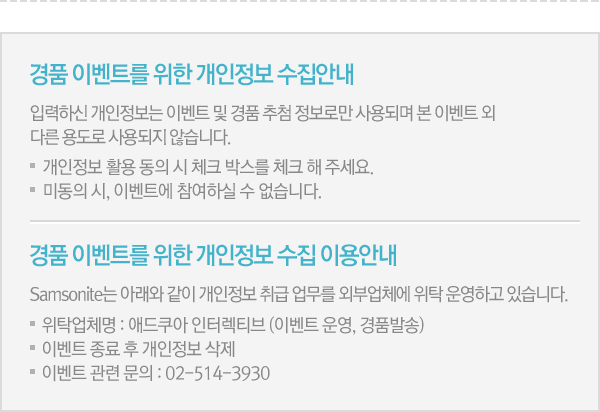 경품 이벤트를 위한 개인정보 수집안내
입력하신 개인정보는 이벤트 및 경품 추첨 정보로만 사용되며 본 이벤트 외
다른 용도로 사용되지 않습니다.
개인정보 활용 동의 시 체크 박스를 체크 해 주세요.
미동의 시, 이벤트에 참여하실 수 없습니다.
경품 이벤트를 위한 개인정보 수집 이용안내
Samsonite는 아래와 같이 개인정보 취급 업무를 외부업체에 위탁 운영하고 있습니다.
위탁업체명 : 애드쿠아 인터렉티브 (이벤트 운영, 경품발송)
이벤트 종료 후 개인정보 삭제
이벤트 관련 문의 : 02-514-3930